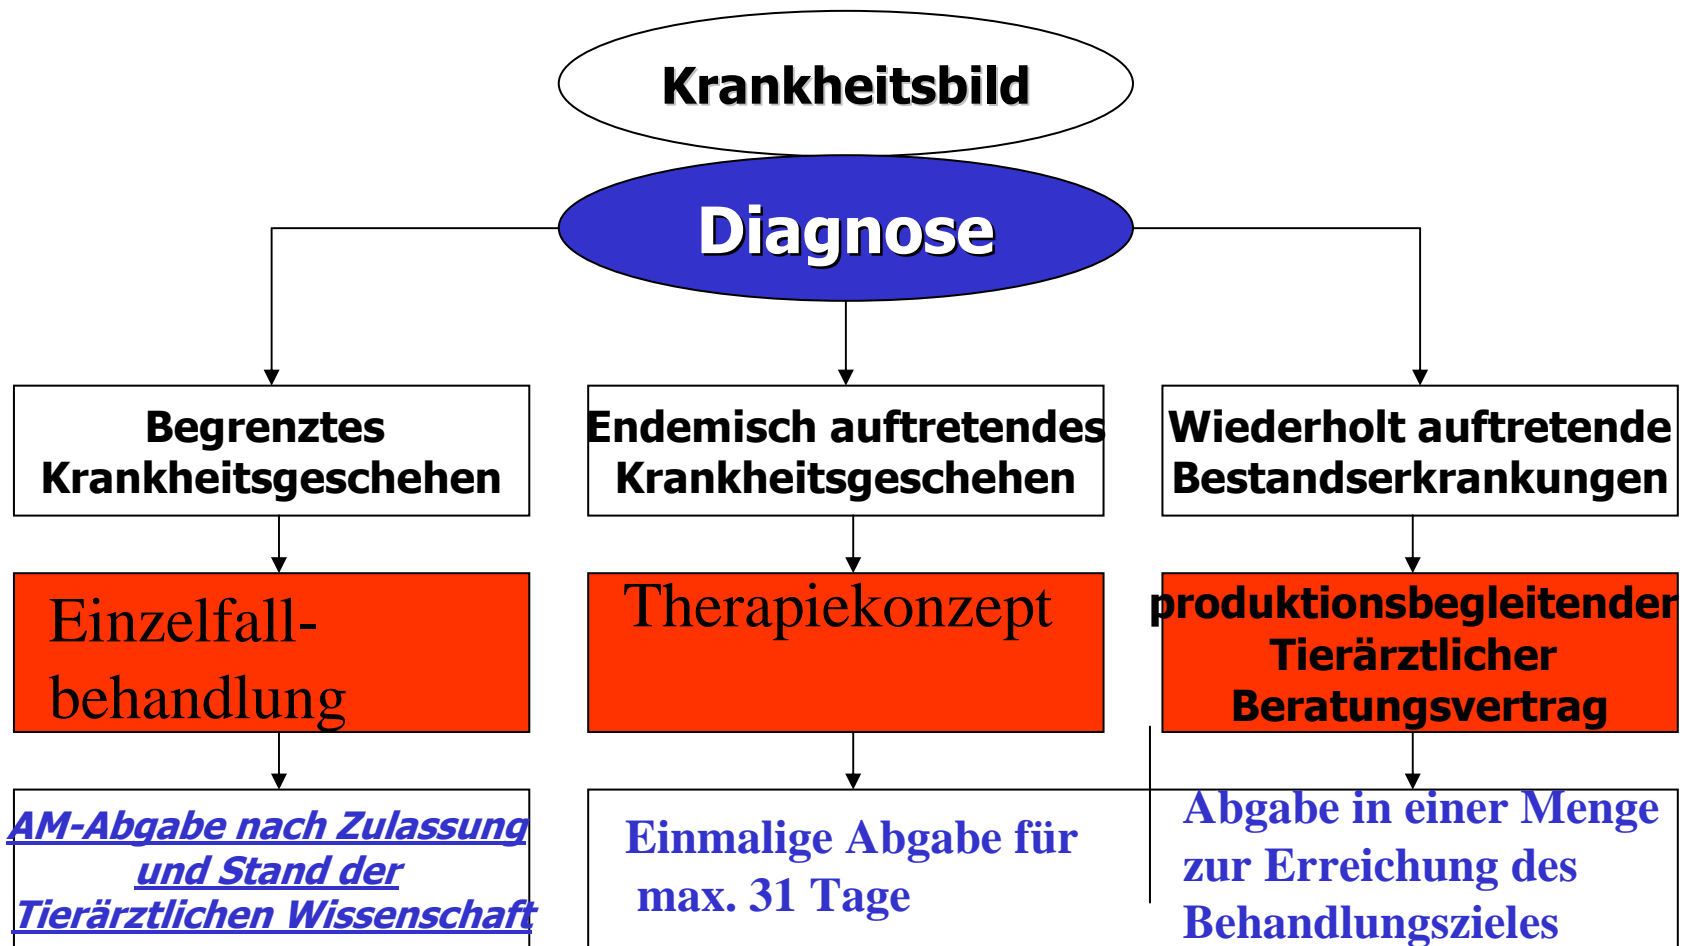 Krankheitsbild
Diagnose
Begrenztes
Krankheitsgeschehen
Endemisch auftretendes
Krankheitsgeschehen
Wiederholt auftretende
Bestandserkrankungen
Einzelfall-
behandlung
Therapiekonzept
produktionsbegleitender
Tierärztlicher
Beratungsvertrag
AM-Abgabe nach Zulassung
und Stand der
Tierärztlichen Wissenschaft
Einmalige Abgabe für
max. 31 Tage
Abgabe in einer Menge
zur Erreichung des
Behandlungszieles